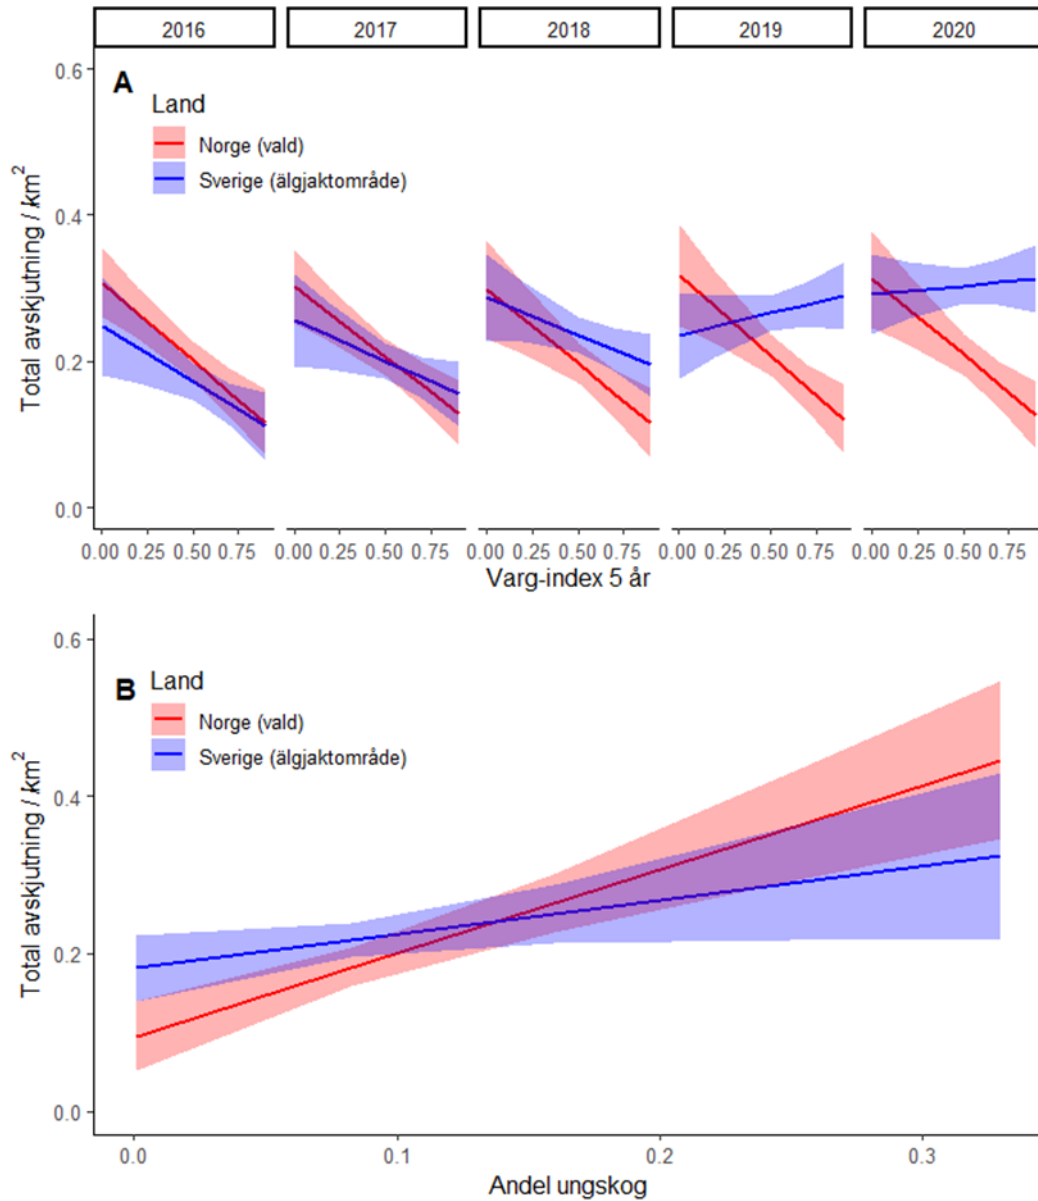 2016 2017 2018 2019 2020
A
Land
Norge (vald)
Sverige (älgjaktområde)
Total avskjutning / km²
0.6
0.4
0.2
0.0
0.00 0.25 0.50 0.75 0.00 0.25 0.50 0.75 0.00 0.25 0.50 0.75 0.00 0.25 0.50 0.75 0.00 0.25 0.50 0.75
Varg-index 5 år
B
Land
Norge (vald)
Sverige (älgjaktområde)
Total avskjutning / km²
0.6
0.4
0.2
0.0
0.0 0.1 0.2 0.3
Andel ungskog